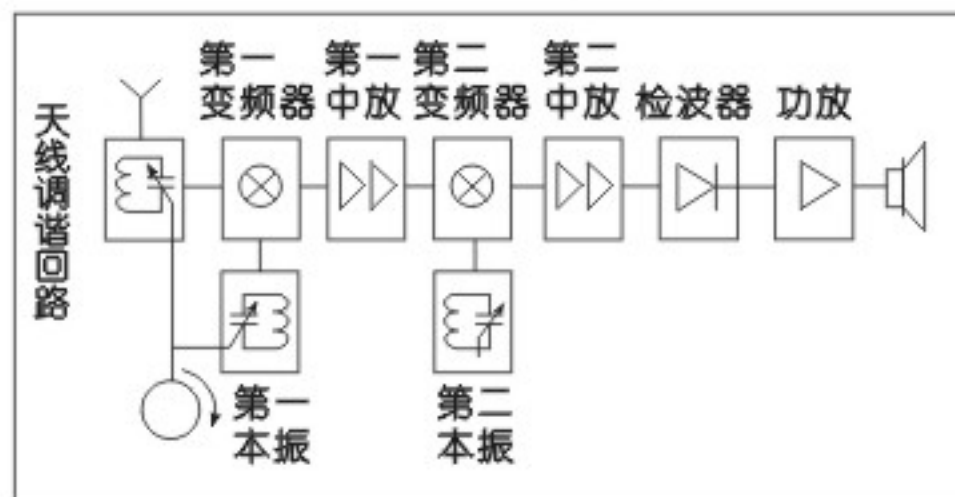 天线调谐回路
第一
变频器
第一
中放
第二
变频器
第二
中放
检波器
功放
第一
本振
第二
本振